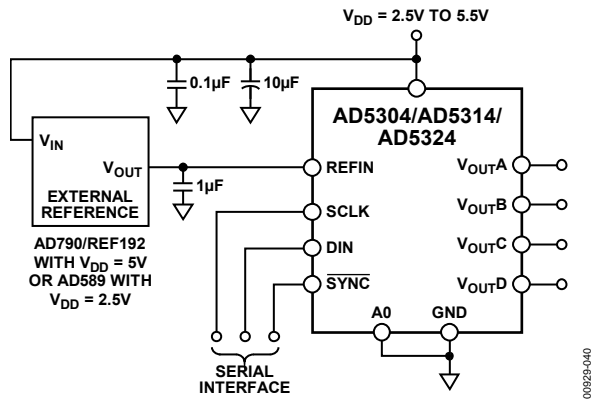 VDD = 2.5V TO 5.5V
0.1µF
10µF
AD5304/AD5314/
AD5324
VIN
VOUT
EXTERNAL
REFERENCE
1µF
REFIN
SCLK
DIN
SYNC
VOUTA
VOUTB
VOUTC
VOUTD
A0
GND
AD790/REF192
WITH VDD = 5V
OR AD589 WITH
VDD = 2.5V
SERIAL
INTERFACE
00929-040